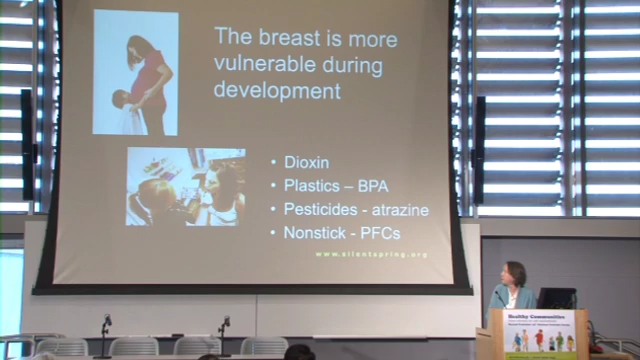 The breast is more
vulnerable during
development
• Dioxin
• Plastics – BPA
• Pesticides - atrazine
• Nonstick - PFCs
www.silentspring.org
Healthy Communities